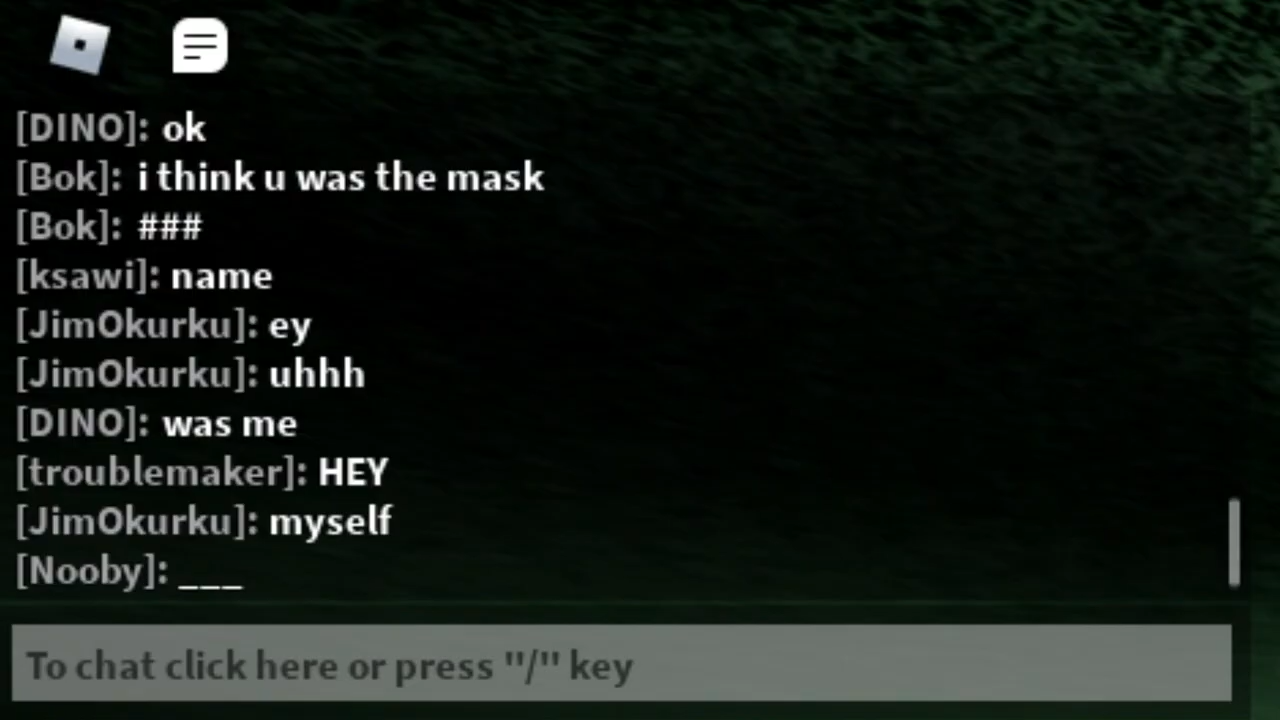 [DINO]: ok
[Bok]: i think u was the mask
[Bok]: ###
[ksawi]: name
[JimOkurku]: ey
[JimOkurku]: uhhh
[DINO]: was me
[troublemaker]: HEY
[JimOkurku]: myself
[Nooby]: ___
To chat click here or press "/" key